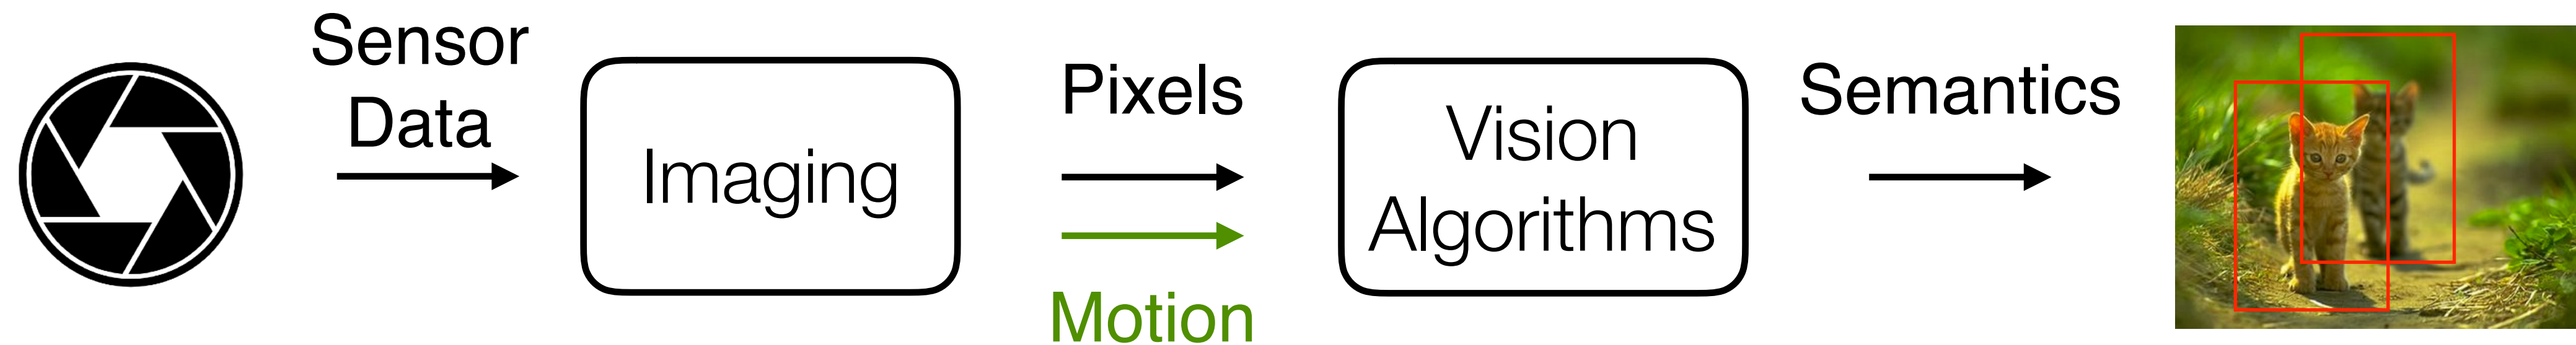 Sensor
Data
Imaging
Pixels
Motion
Vision
Algorithms
Semantics